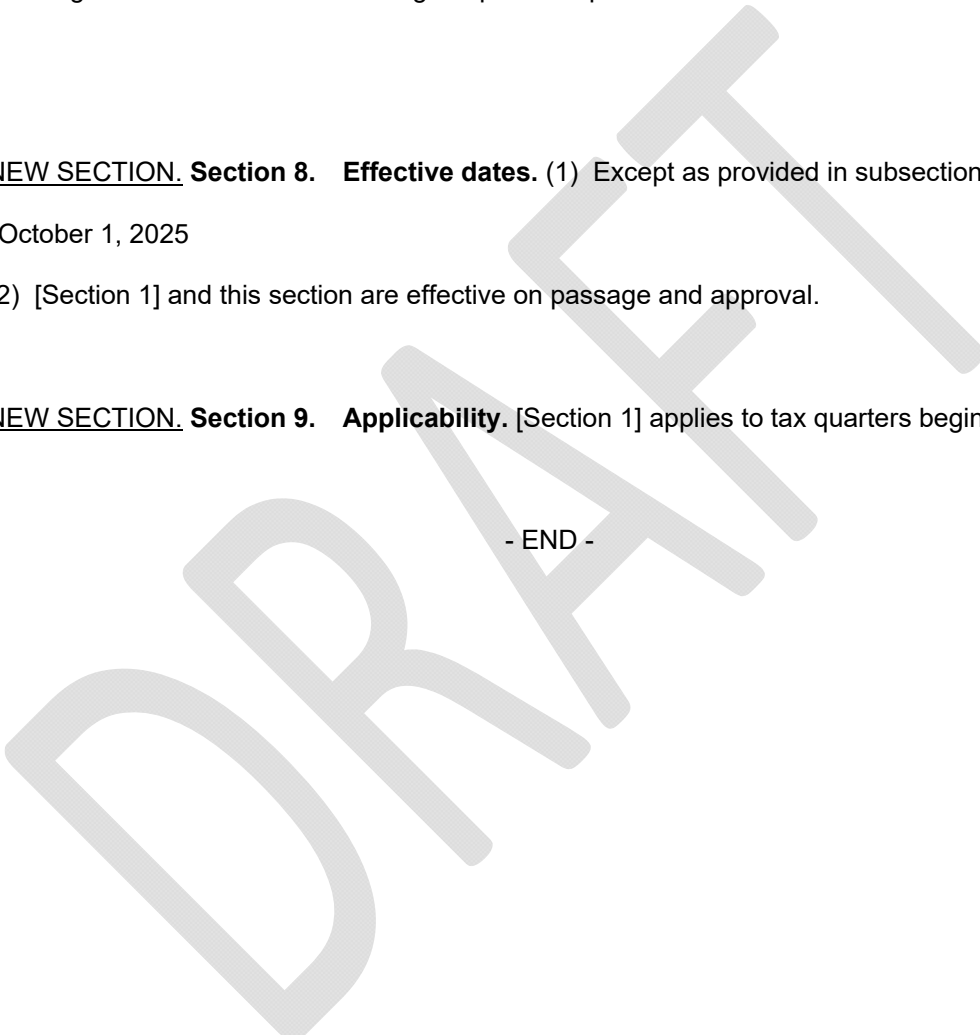 NEW SECTION. Section 8. Effective dates. (1) Except as provided in subsection
October 1, 2025
2) [Section 1] and this section are effective on passage and approval.
NEW SECTION. Section 9. Applicability. [Section 1] applies to tax quarters begin
- END -
DRAFT